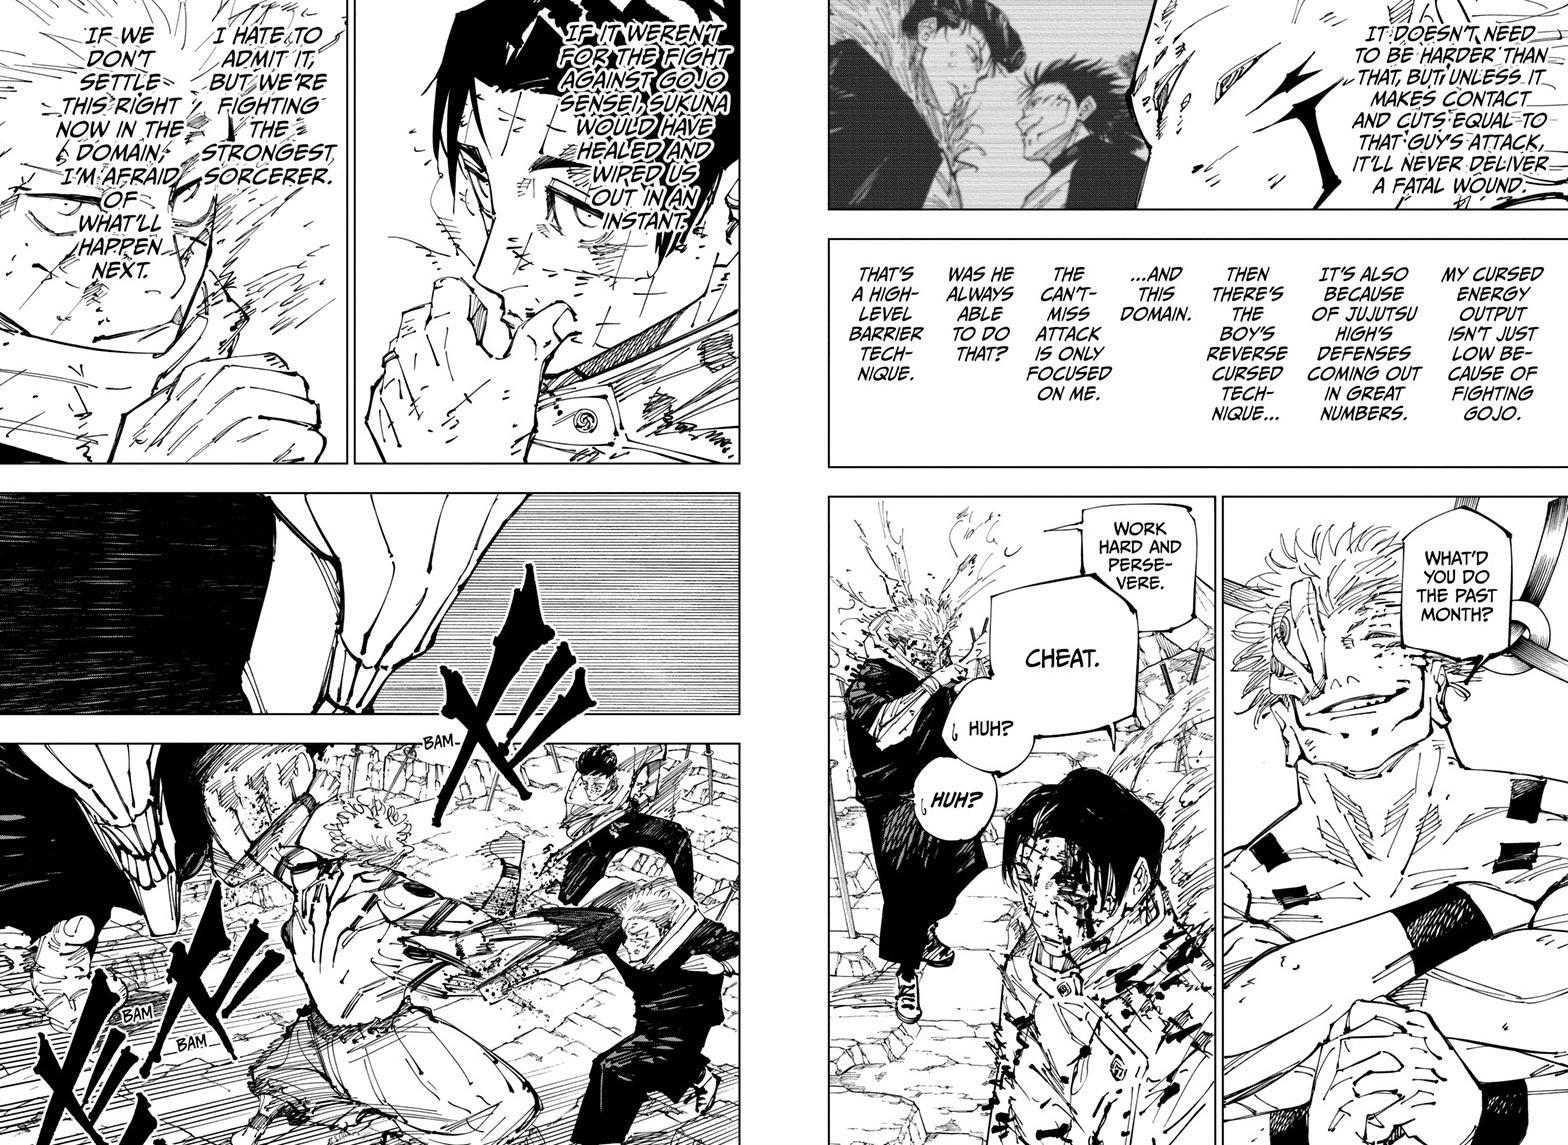 IT DOESN'T NEED
TO BE HARDER THAN
THAT, BUT UNLESS IT
MAKES CONTACT
AND CUTS EQUAL TO
THAT GUY'S ATTACK,
IT'LL NEVER DELIVER
A FATAL WOUND.
MY CURSED
ENERGY
OUTPUT
ISN'T JUST
LOW BE-
CAUSE OF
FIGHTING
GOJO.
IT'S ALSO
BECAUSE
OF JUJUTSU
HIGH'S
DEFENSES
COMING OUT
IN GREAT
NUMBERS.
THEN
THERE'S
THE
BOY'S
REVERSE
CURSED
TECH-
NIQUE...
...AND
THIS
DOMAIN.
THE
CAN'T-
MISS
ATTACK
IS ONLY
FOCUSED
ON ME.
WAS HE
ALWAYS
ABLE
TO DO
THAT?
THAT'S
A HIGH-
LEVEL
BARRIER
TECH-
NIQUE.
WHAT'D
YOU DO
THE PAST
MONTH?
WORK
HARD AND
PERSE-
VERE.
CHEAT.
HUH?
HUH?
IF IT WEREN'T
FOR THE FIGHT
AGAINST GOJO
SENSEI, SUKUNA
WOULD HAVE
HEALED AND
WIPED US
OUT IN AN
INSTANT.
I HATE TO
ADMIT IT,
BUT WE'RE
FIGHTING
THE
STRONGEST
SORCERER.
IF WE
DON'T
SETTLE
THIS RIGHT
NOW IN THE
DOMAIN,
I'M AFRAID
OF
WHAT'LL
HAPPEN
NEXT.
BAM
BAM
BAM